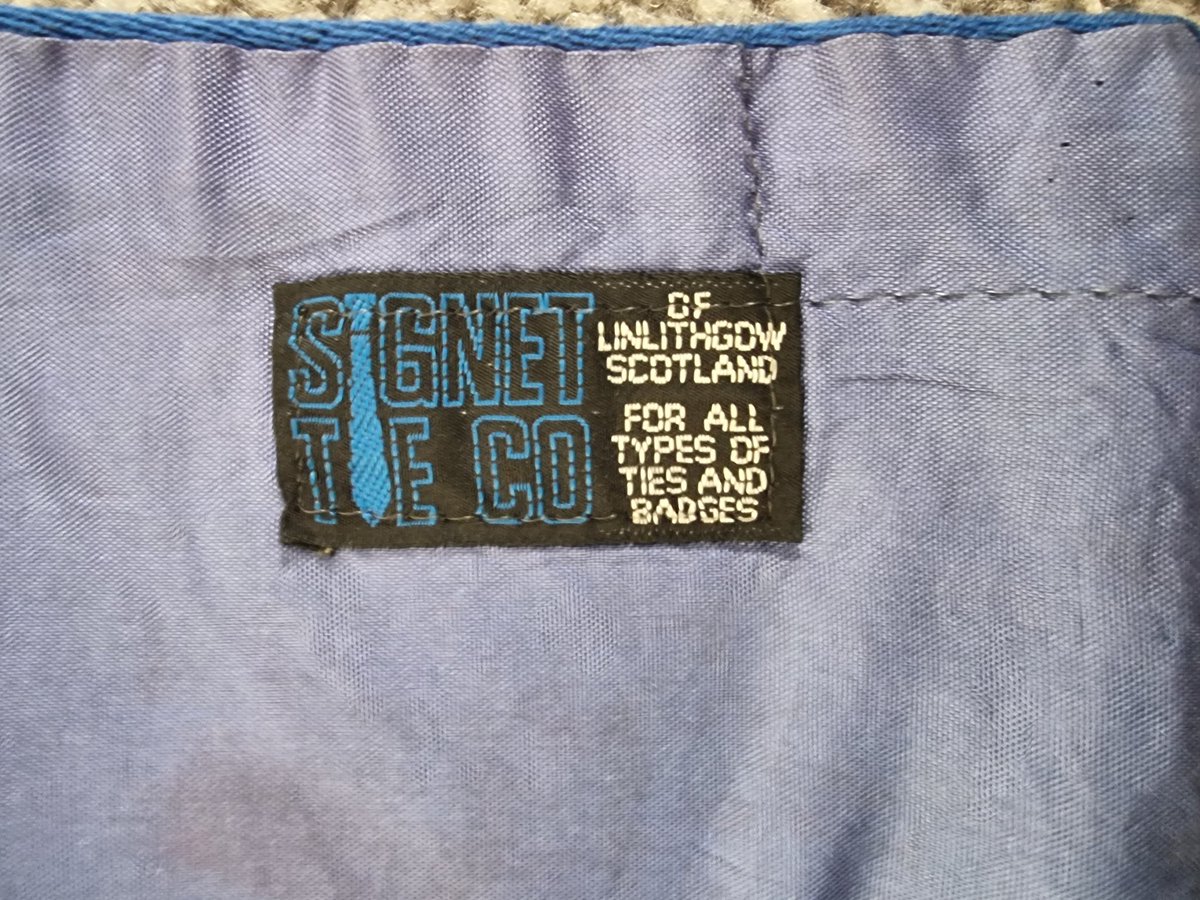 SIGNET
TIE CO
OF
LINLITHGOW
SCOTLAND
FOR ALL
TYPES OF
TIES AND
BADGES